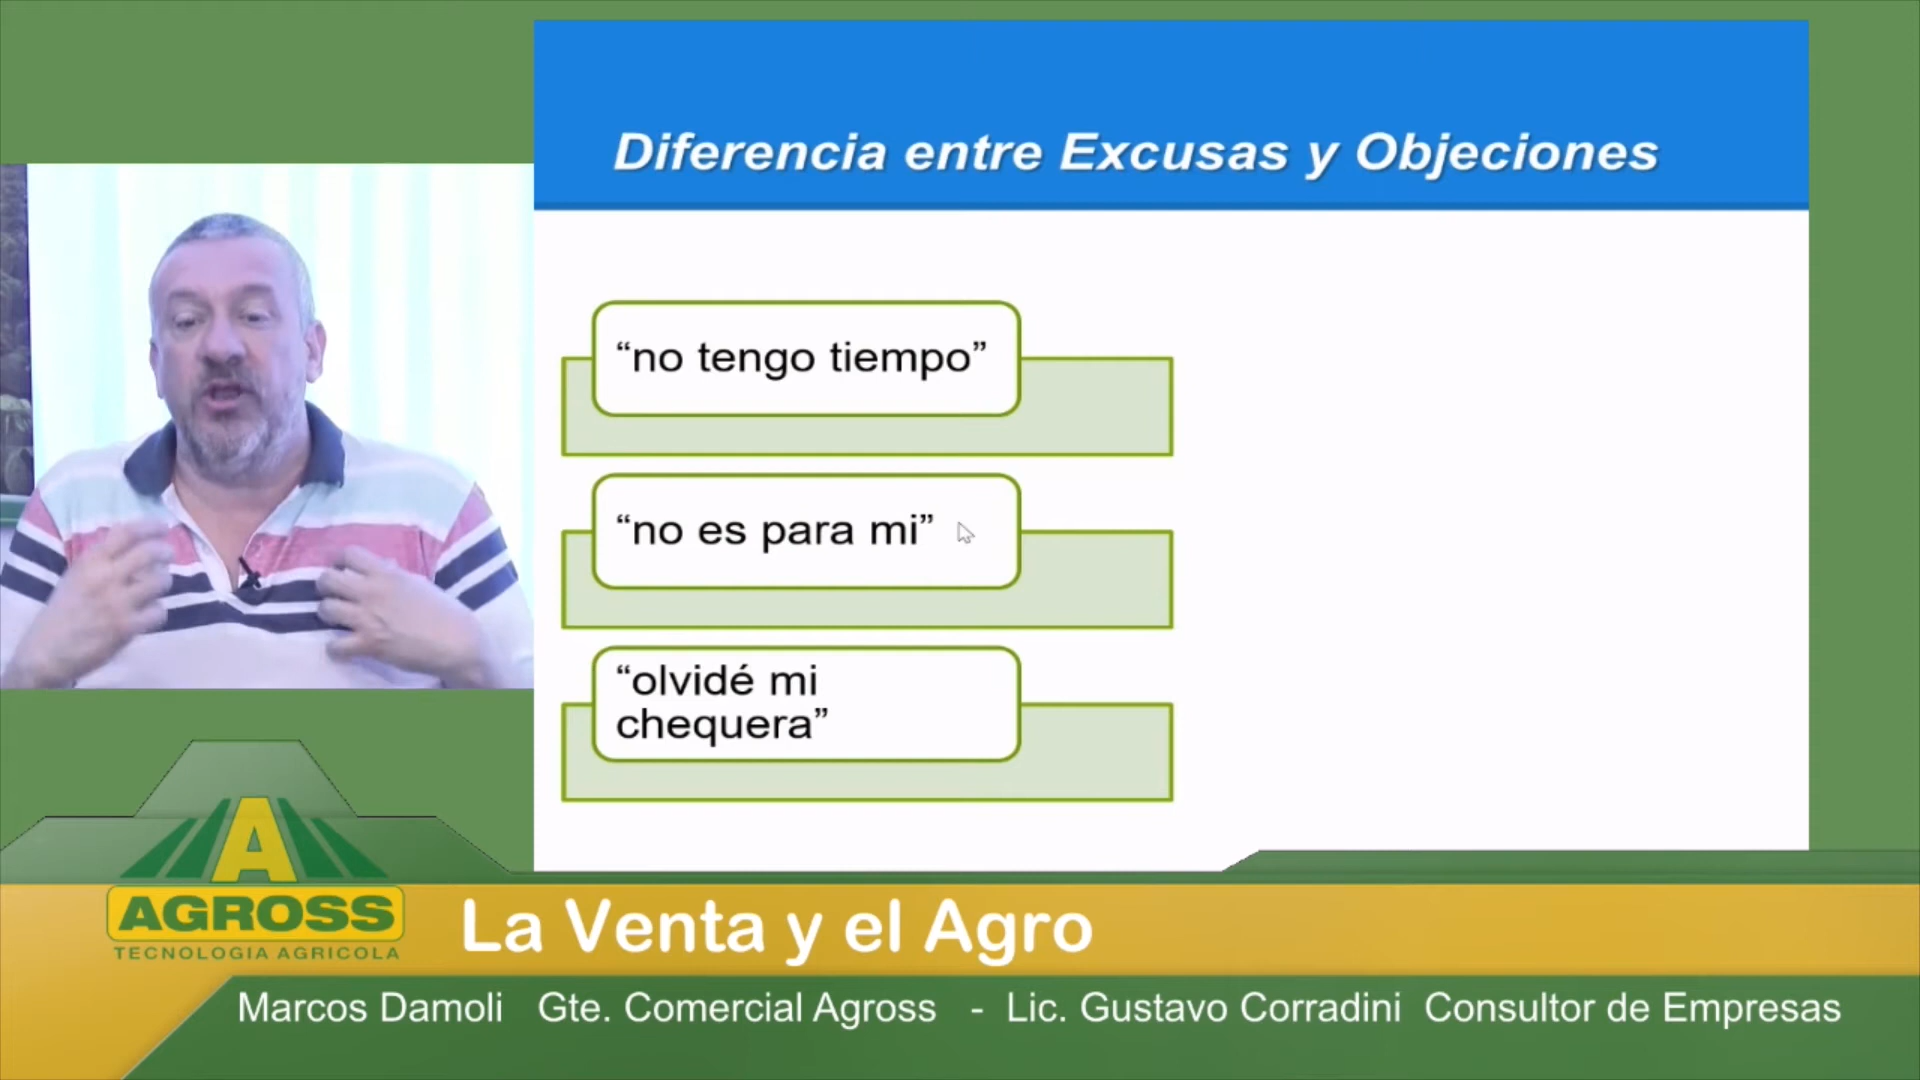 Diferencia entre Excusas y Objeciones
“no tengo tiempo”
“no es para mi”
“olvidé mi
chequera”
A
AGROSS
TECNOLOGIA AGRICOLA
La Venta y el Agro
Marcos Damoli Gte. Comercial Agross - Lic. Gustavo Corradini Consultor de Empresas